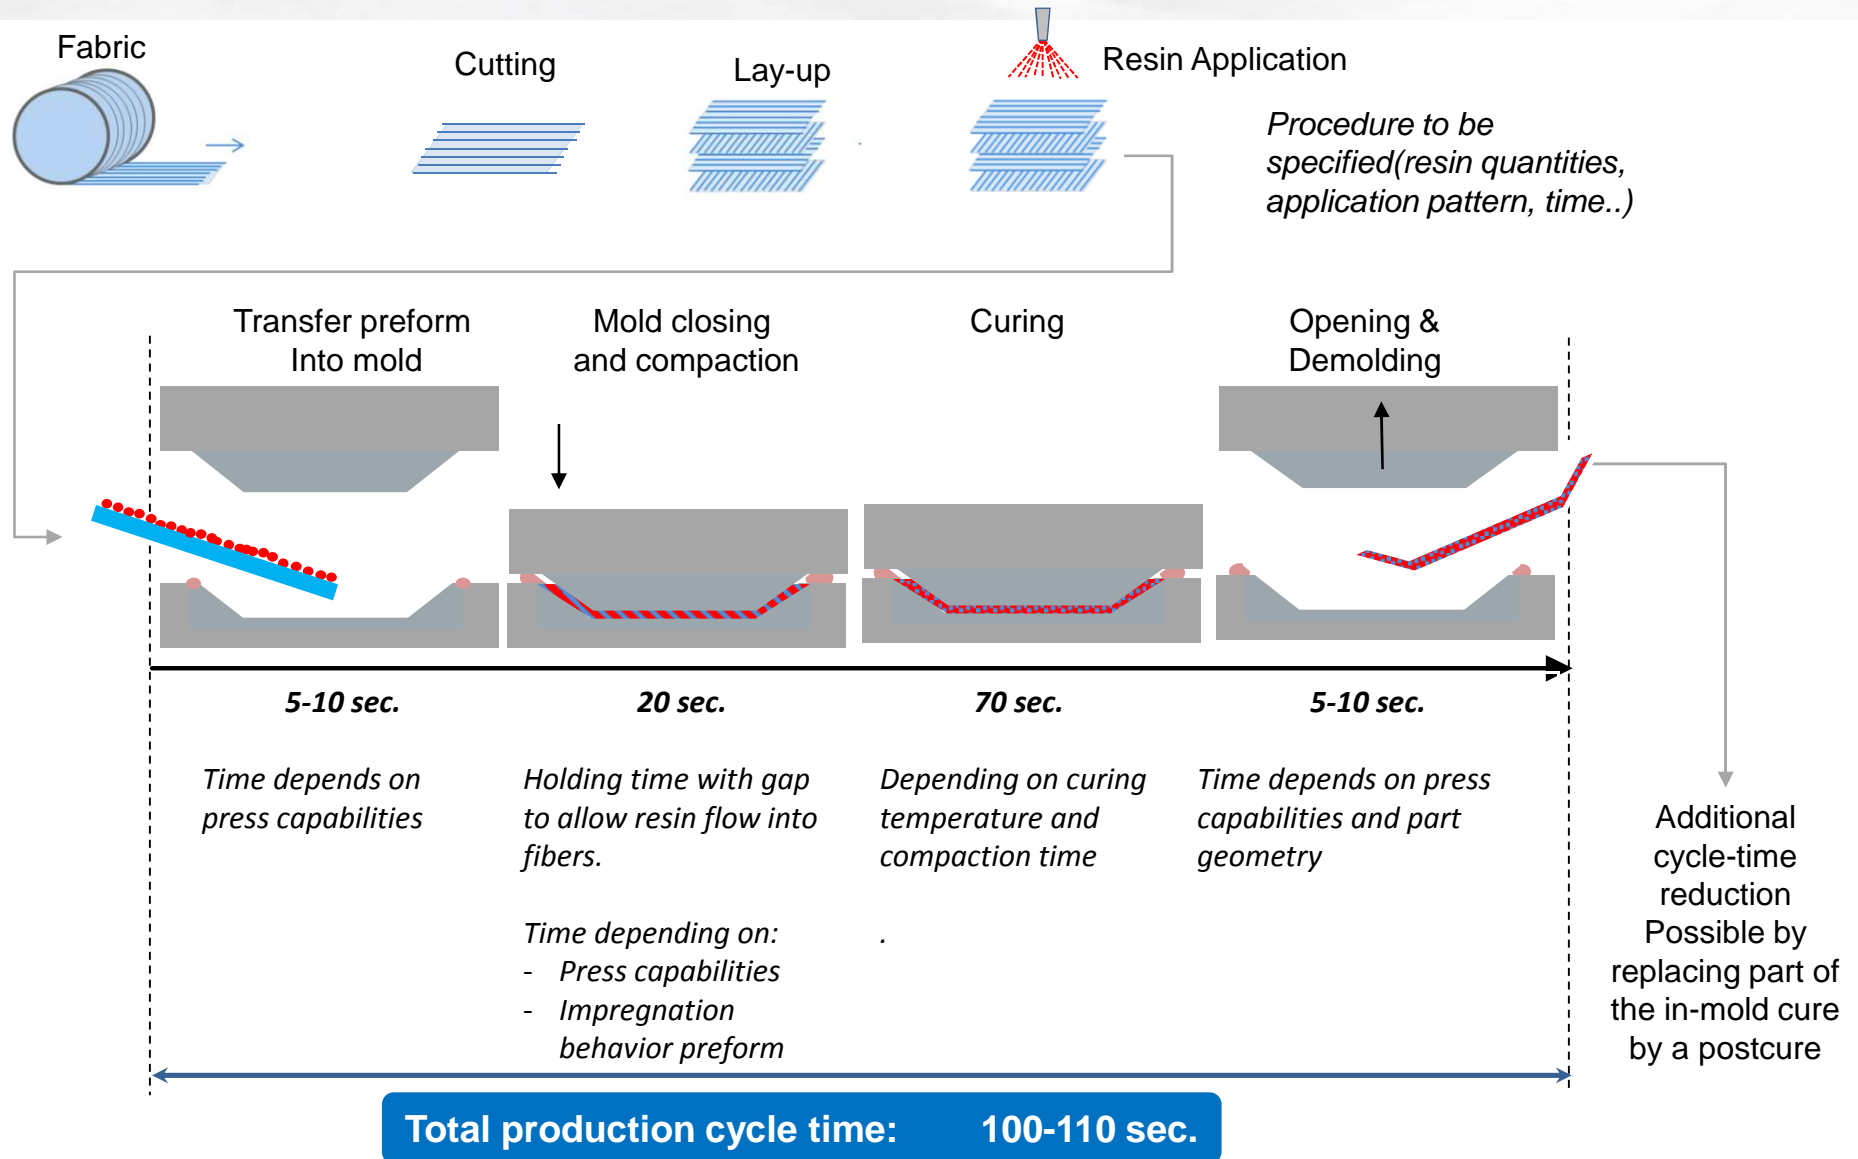 Fabric
Cutting
Lay-up
Resin Application
Procedure to be
specified(resin quantities,
application pattern, time..)
Transfer preform
Into mold
Mold closing
and compaction
Curing
Opening &
Demolding
5-10 sec.
20 sec.
70 sec.
5-10 sec.
Time depends on
press capabilities
Holding time with gap
to allow resin flow into
fibers.
Time depending on:
- Press capabilities
- Impregnation
behavior preform
Depending on curing
temperature and
compaction time
.
Time depends on press
capabilities and part
geometry
Additional
cycle-time
reduction
Possible by
replacing part of
the in-mold cure
by a postcure
Total production cycle time: 100-110 sec.